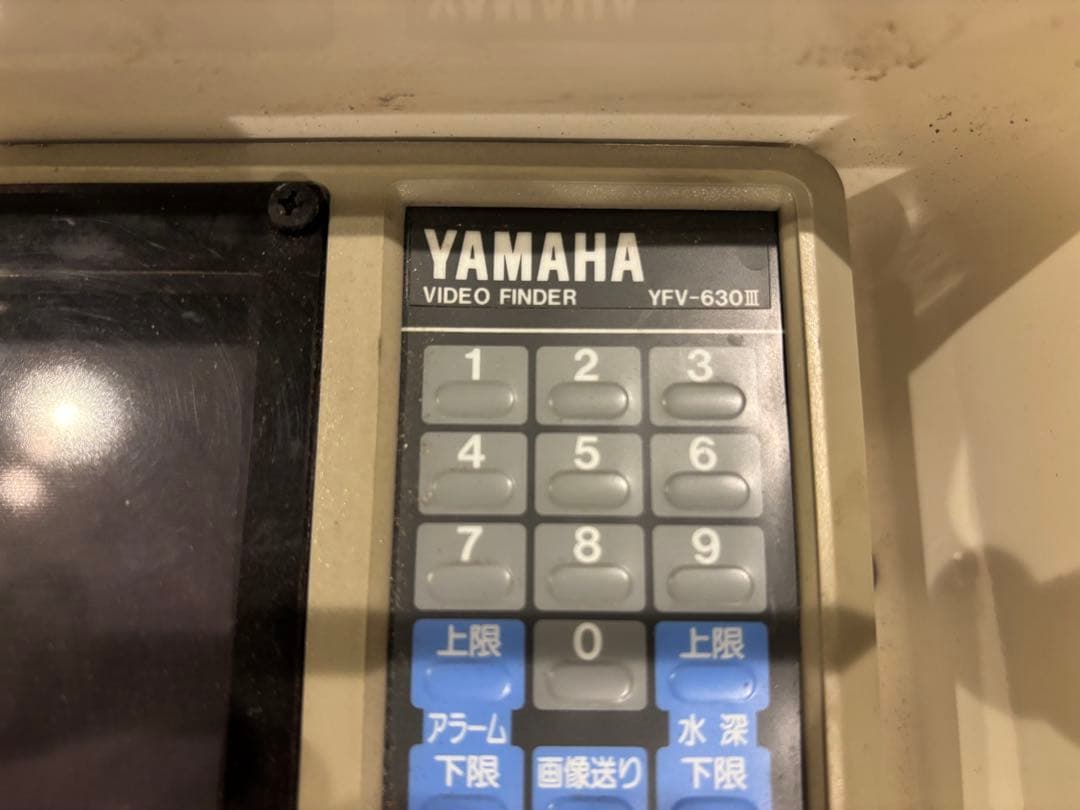 YAMAHA
VIDEO FINDER YFV-630III
1 2 3
4 5 6
7 8 9
上限 0 上限
アラーム 水深
下限 画像送り 下限